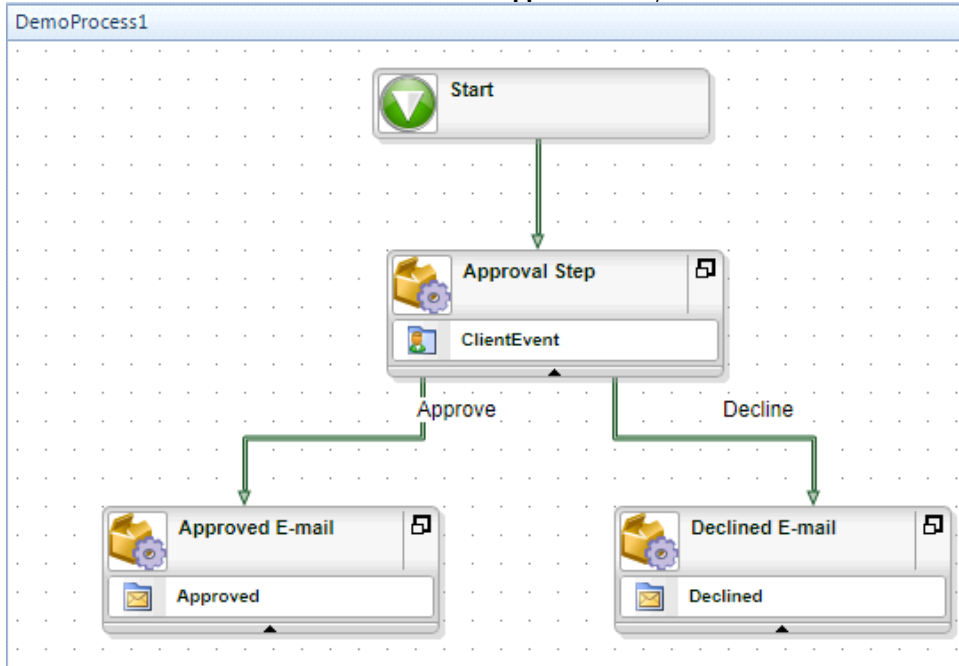 DemoProcess1
Start
Approval Step
ClientEvent
Approve
Decline
Approved E-mail
Declined E-mail
Approved
Declined